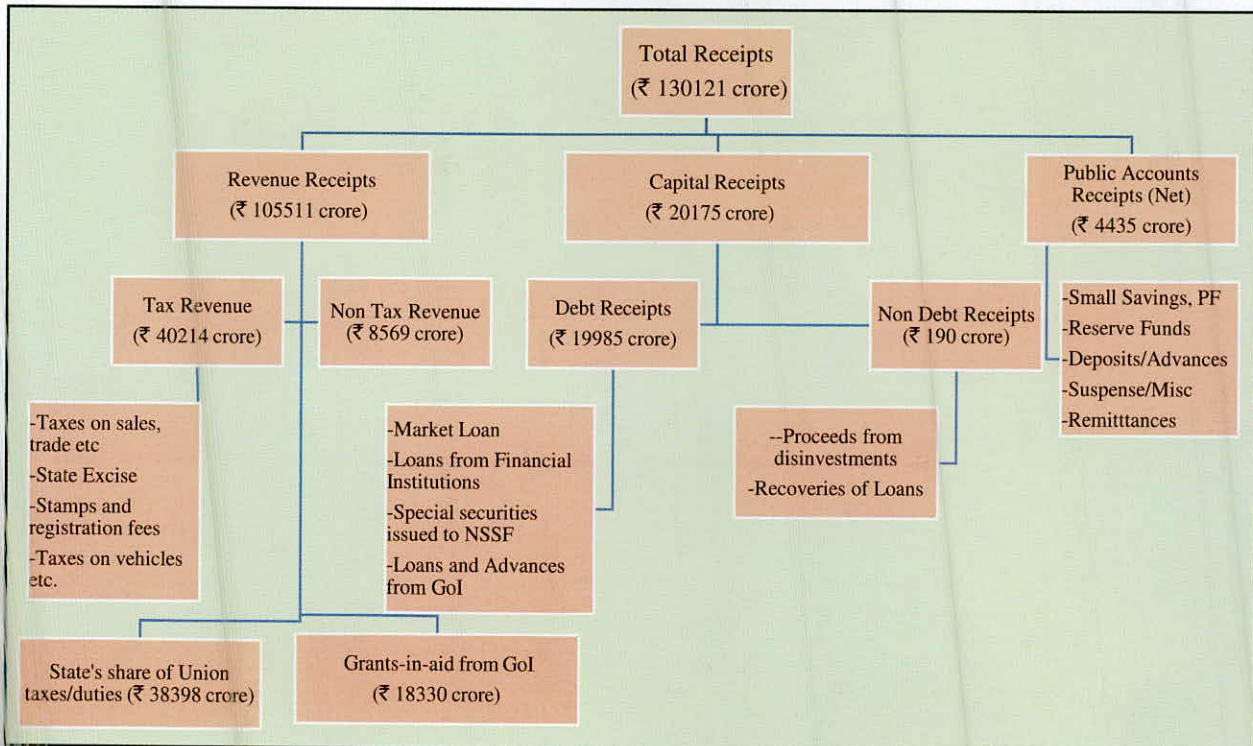 Total Receipts
(₹ 130121 crore)
Revenue Receipts
(₹ 105511 crore)
Capital Receipts
(₹ 20175 crore)
Public Accounts
Receipts (Net)
(₹ 4435 crore)
Tax Revenue
(₹ 40214 crore)
Non Tax Revenue
(₹ 8569 crore)
Debt Receipts
(₹ 19985 crore)
Non Debt Receipts
(₹ 190 crore)
-Small Savings, PF
-Reserve Funds
-Deposits/Advances
-Suspense/Misc
-Remitttances
-Taxes on sales,
trade etc
-State Excise
-Stamps and
registration fees
-Taxes on vehicles
etc.
-Market Loan
-Loans from Financial
Institutions
-Special securities
issued to NSSF
-Loans and Advances
from GoI
--Proceeds from
disinvestments
-Recoveries of Loans
State's share of Union
taxes/duties (₹ 38398 crore)
Grants-in-aid from GoI
(₹ 18330 crore)